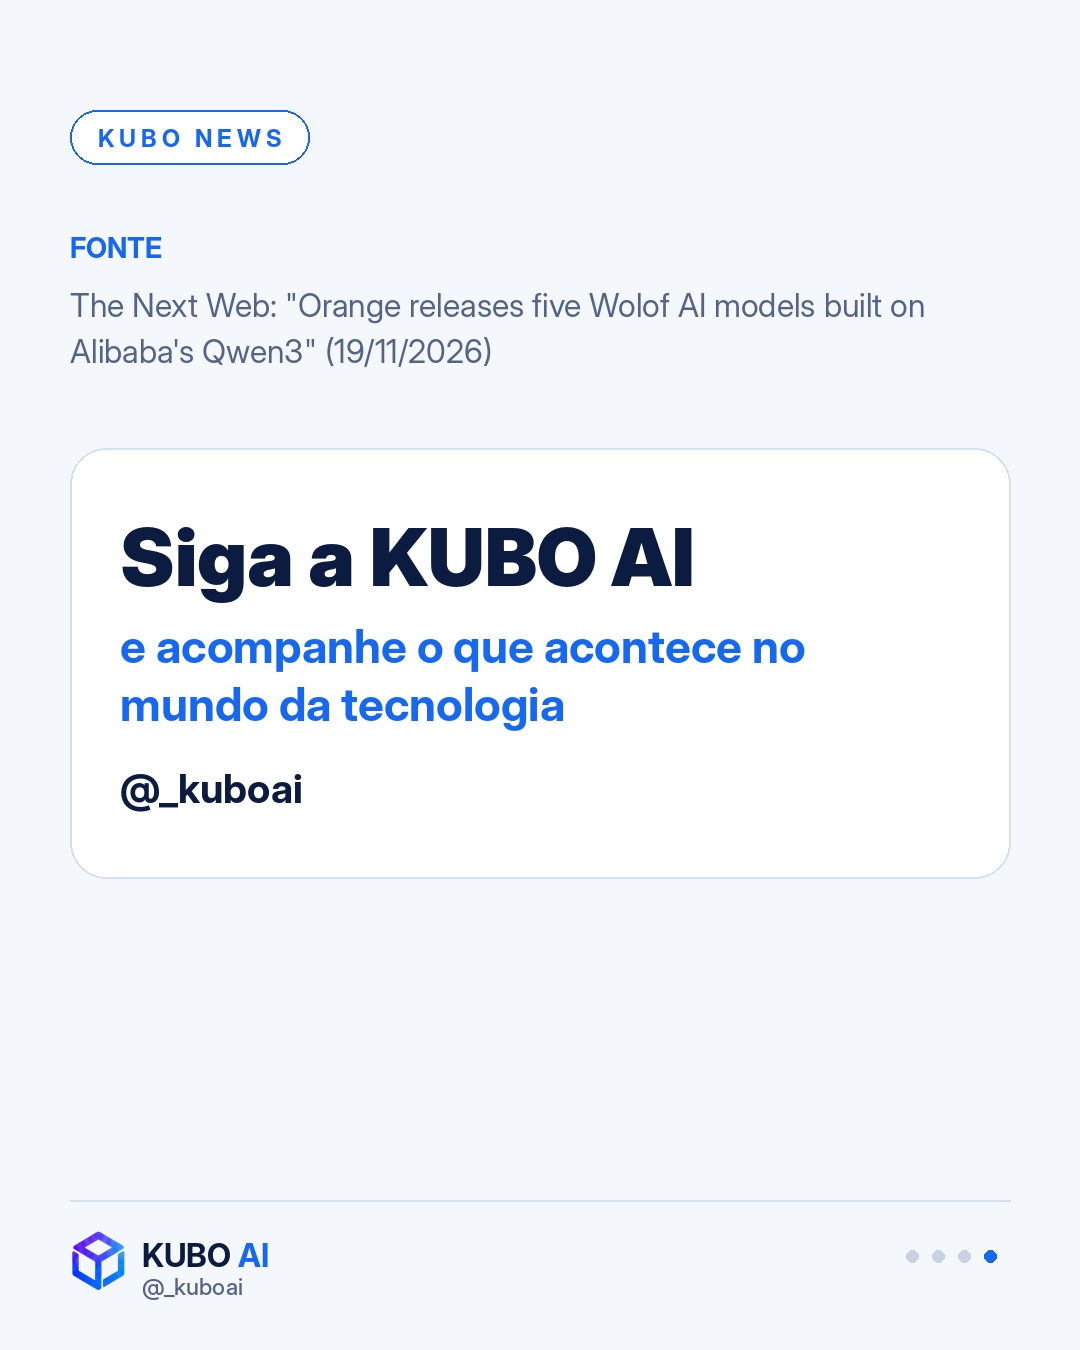 KUBO NEWS
FONTE
The Next Web: "Orange releases five Wolof AI models built on
Alibaba's Qwen3" (19/11/2026)
Siga a KUBO AI
e acompanhe o que acontece no
mundo da tecnologia
@_kuboai
KUBO AI
@_kuboai